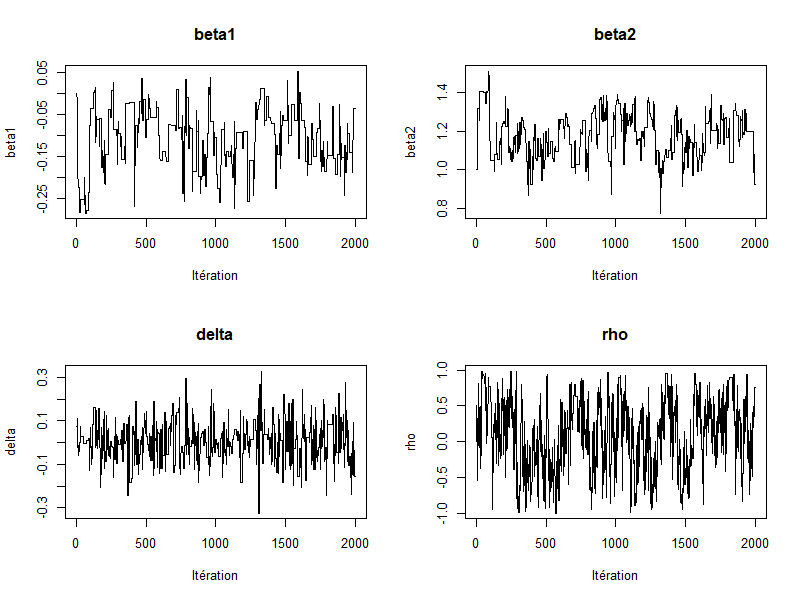 beta1
beta1
0.05
-0.05
-0.15
-0.25
0 500 1000 1500 2000
Itération
beta2
beta2
1.4
1.2
1.0
0.8
0 500 1000 1500 2000
Itération
delta
delta
0.3
0.1
-0.1
-0.3
0 500 1000 1500 2000
Itération
rho
rho
1.0
0.5
0.0
-0.5
-1.0
0 500 1000 1500 2000
Itération